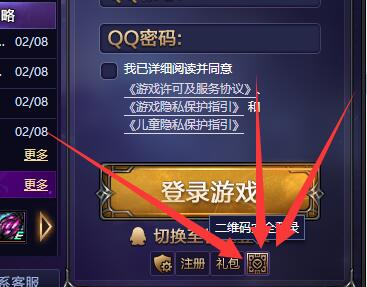 略
02/08
02/08
02/08
02/08
更多
更多
系客服
QQ密码:
我已详细阅读并同意
《游戏许可及服务协议》、
《游戏隐私保护指引》 和
《儿童隐私保护指引》
登录游戏
二维码安全登录
切换至
注册
礼包